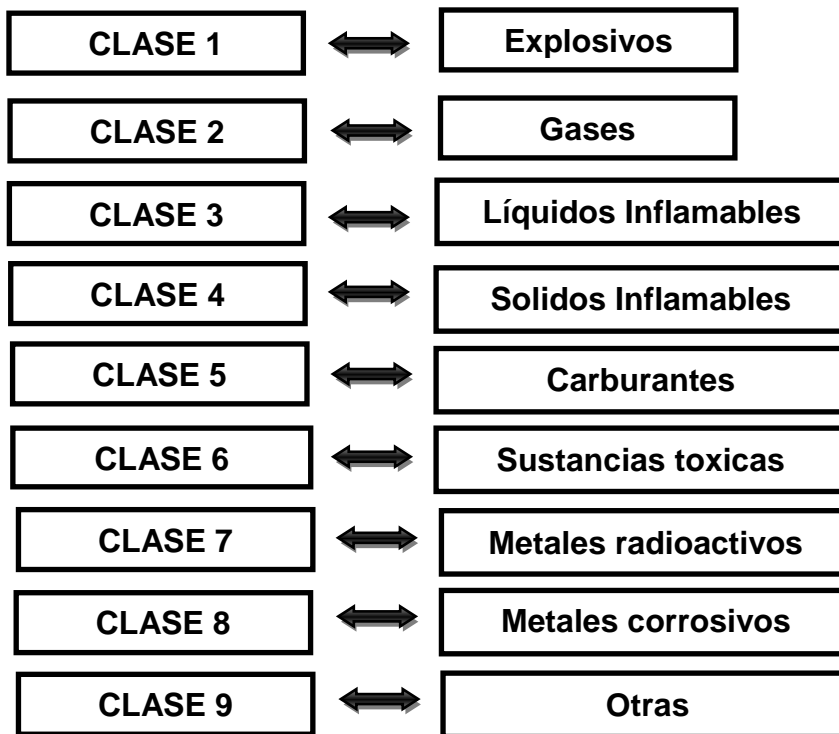 CLASE 1 Explosivos
CLASE 2 Gases
CLASE 3 Líquidos Inflamables
CLASE 4 Solidos Inflamables
CLASE 5 Carburantes
CLASE 6 Sustancias toxicas
CLASE 7 Metales radioactivos
CLASE 8 Metales corrosivos
CLASE 9 Otras